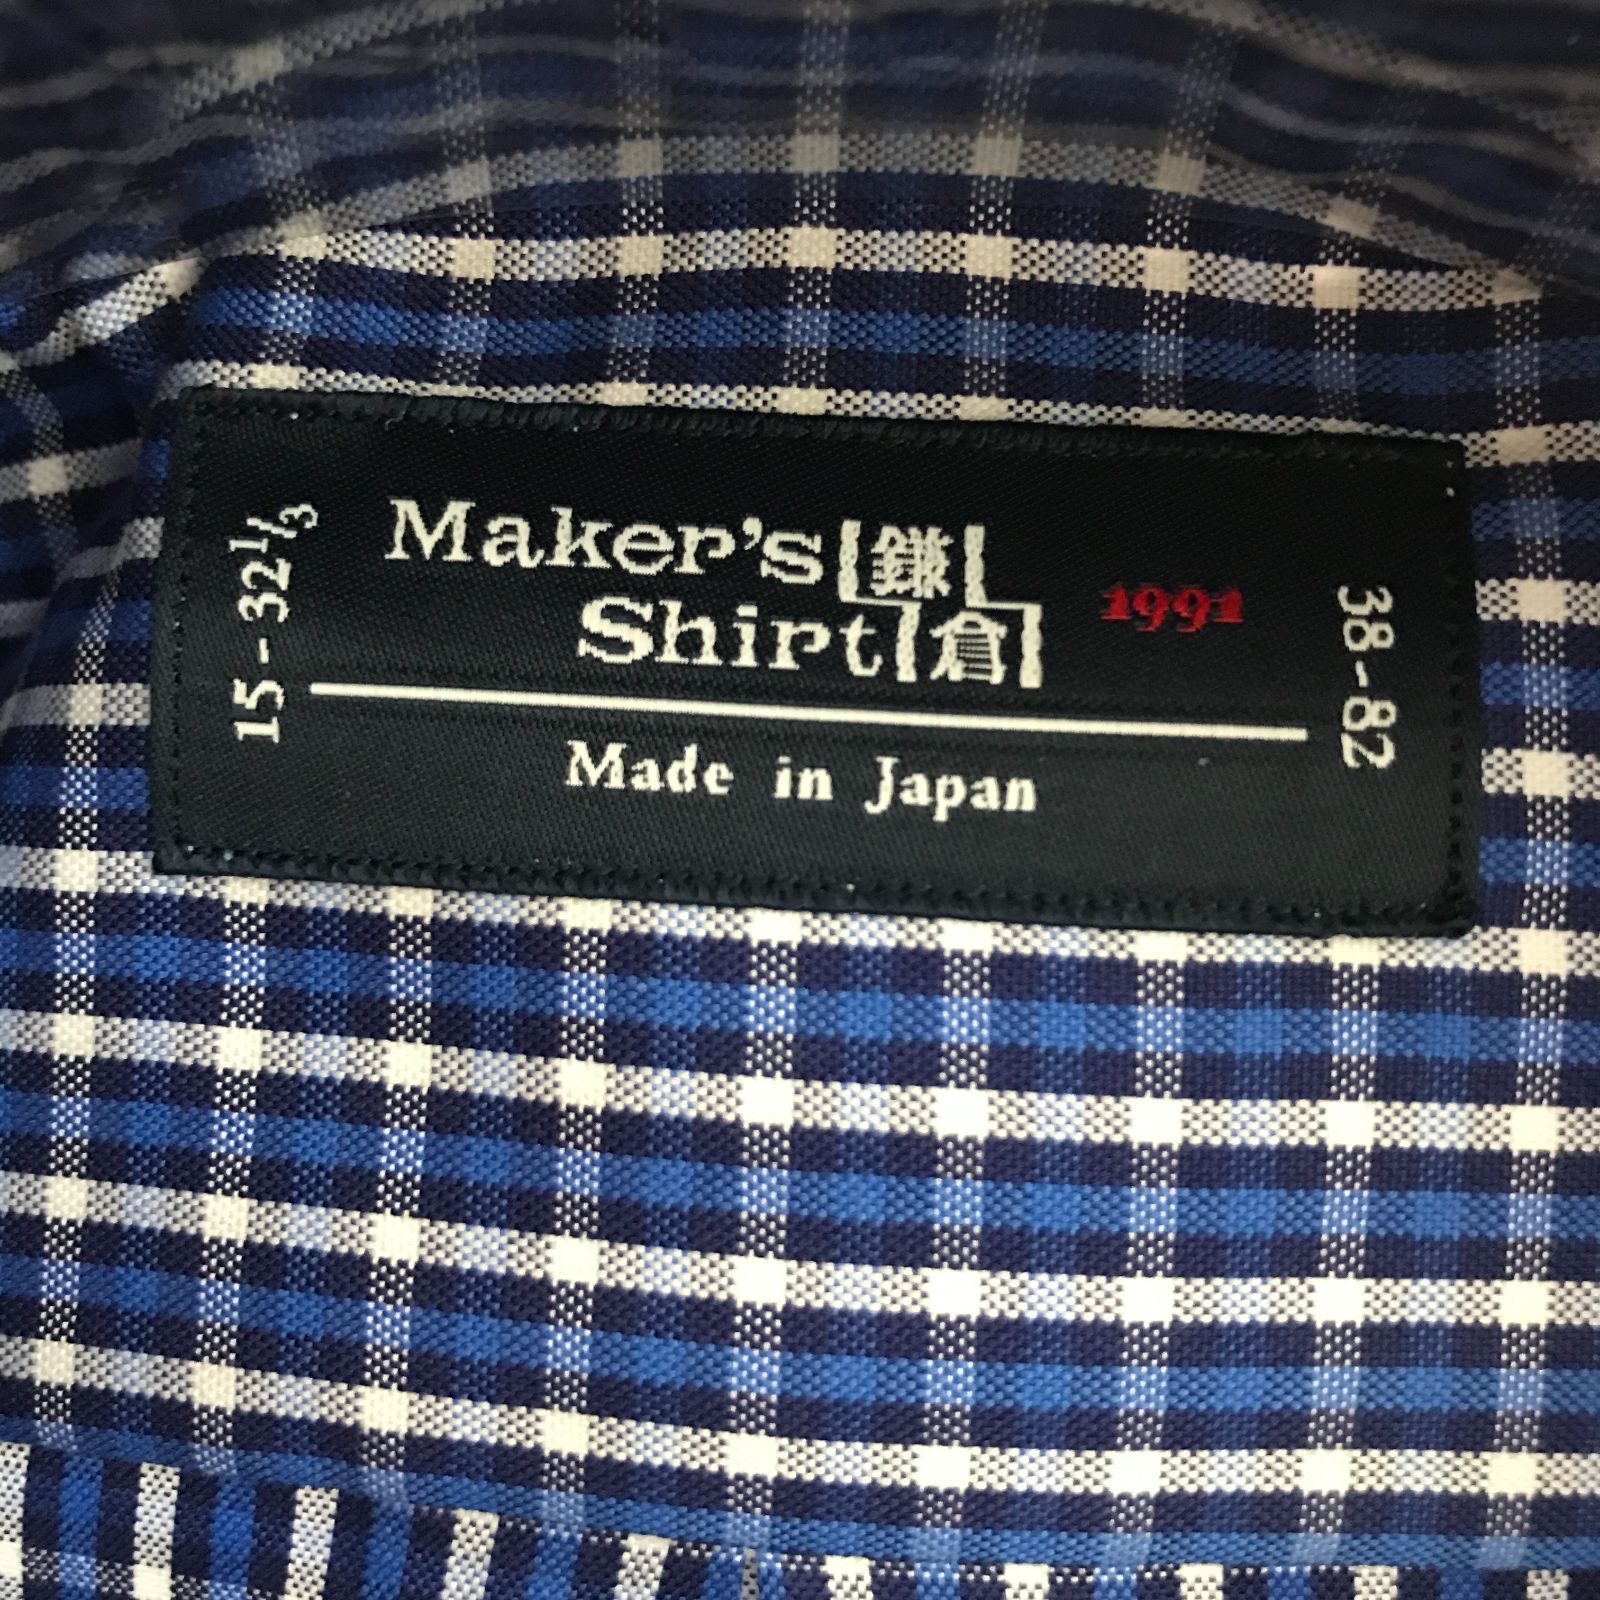 Maker's 鎌
Shirt 倉
1991
Made in Japan
15-32 1/3
38-82